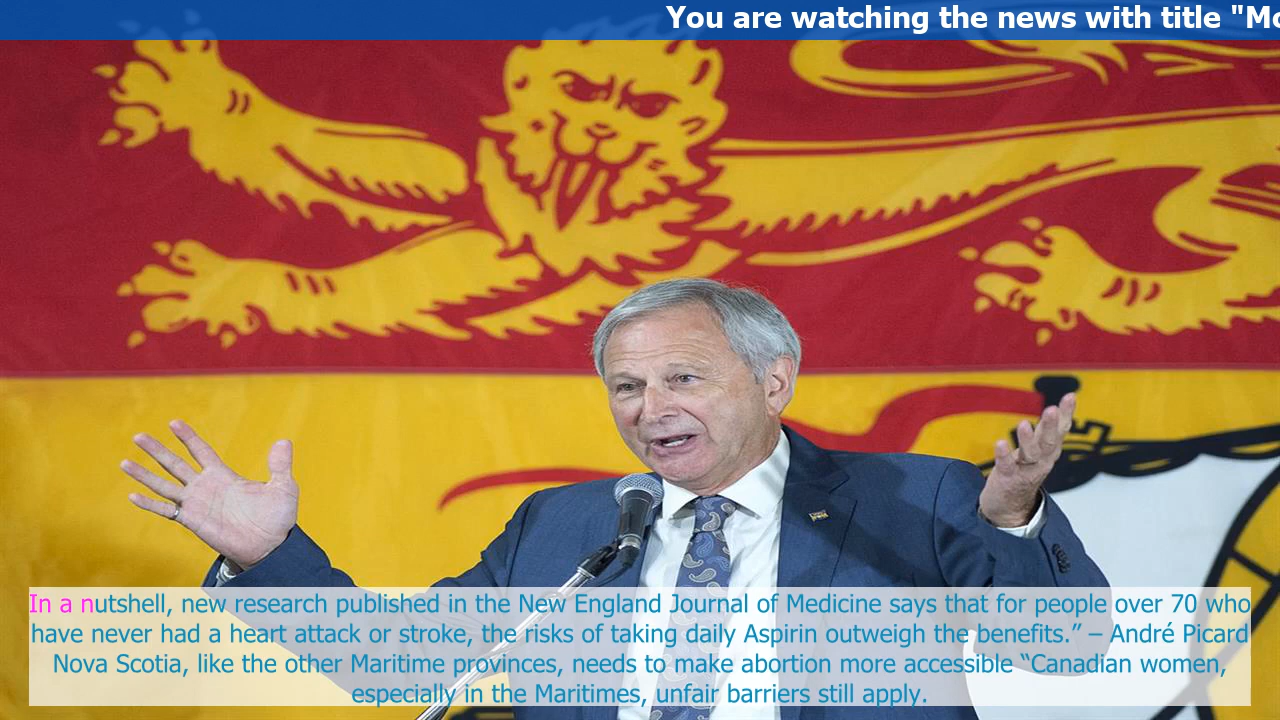 You are watching the news with title "Mo
In a nutshell, new research published in the New England Journal of Medicine says that for people over 70 who
have never had a heart attack or stroke, the risks of taking daily Aspirin outweigh the benefits.” – André Picard
Nova Scotia, like the other Maritime provinces, needs to make abortion more accessible “Canadian women,
especially in the Maritimes, unfair barriers still apply.